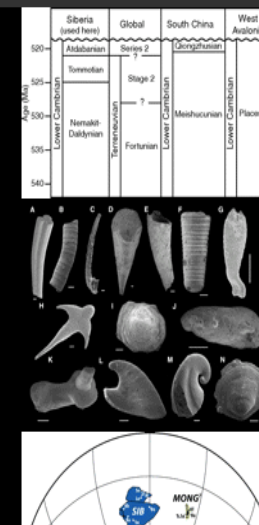 Siberia
(used here)
Global
South China
West
Avaloni
Age (Ma)
520
525
530
535
540
Lower Cambrian
Atdabanian
Tommotian
Nemakit-
Daldynian
Terreneuvian
Series 2
?
Stage 2
?
Fortunian
Lower Cambrian
Qiongzhusian
Meishucunian
Lower Cambrian
Place
A B C D E F G
H I J
K L M N
SIB
MONG